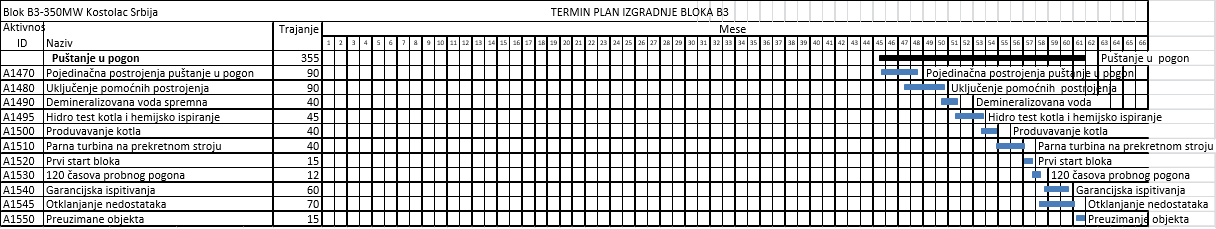 Blok B3-350MW Kostolac Srbija TERMIN PLAN IZGRADNJE BLOKA B3
Aktivnos Trajanje Mese
ID Naziv 1 2 3 4 5 6 7 8 9 10 11 12 13 14 15 16 17 18 19 20 21 22 23 24 25 26 27 28 29 30 31 32 33 34 35 36 37 38 39 40 41 42 43 44 45 46 47 48 49 50 51 52 53 54 55 56 57 58 59 60 61 62 63 64 65 66
Puštanje u pogon 355 Puštanje u pogon
A1470 Pojedinačna postrojenja puštanje u pogon 90 Pojedinačna postrojenja puštanje u pogon
A1480 Uključenje pomoćnih postrojenja 90 Uključenje pomoćnih postrojenja
A1490 Demineralizovana voda spremna 40 Demineralizovana voda
A1495 Hidro test kotla i hemijsko ispiranje 45 Hidro test kotla i hemijsko ispiranje
A1500 Produvavanje kotla 40 Produvavanje kotla
A1510 Parna turbina na prekretnom stroju 40 Parna turbina na prekretnom stroju
A1520 Prvi start bloka 15 Prvi start bloka
A1530 120 časova probnog pogona 12 120 časova probnog pogona
A1540 Garancijska ispitivanja 60 Garancijska ispitivanja
A1545 Otklanjanje nedostataka 70 Otklanjanje nedostataka
A1550 Preuzimane objekta 15 Preuzimanje objekta